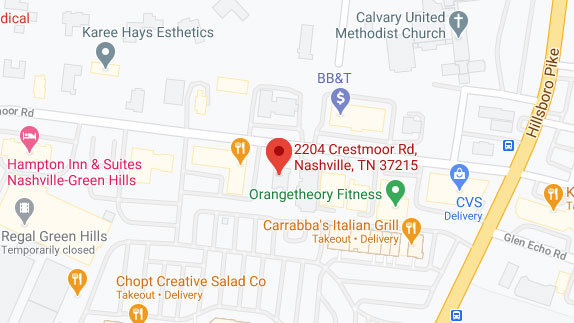 dical
Karee Hays Esthetics
Calvary United
Methodist Church
BB&T
$
Hillsboro Pike
moor Rd
2204 Crestmoor Rd,
Nashville, TN 37215
Hampton Inn & Suites
Nashville-Green Hills
Orangetheory Fitness
CVS
Delivery
K
Regal Green Hills
Temporarily closed
Carrabba's Italian Grill
Takeout • Delivery
Glen Echo Rd
Chopt Creative Salad Co
Takeout • Delivery